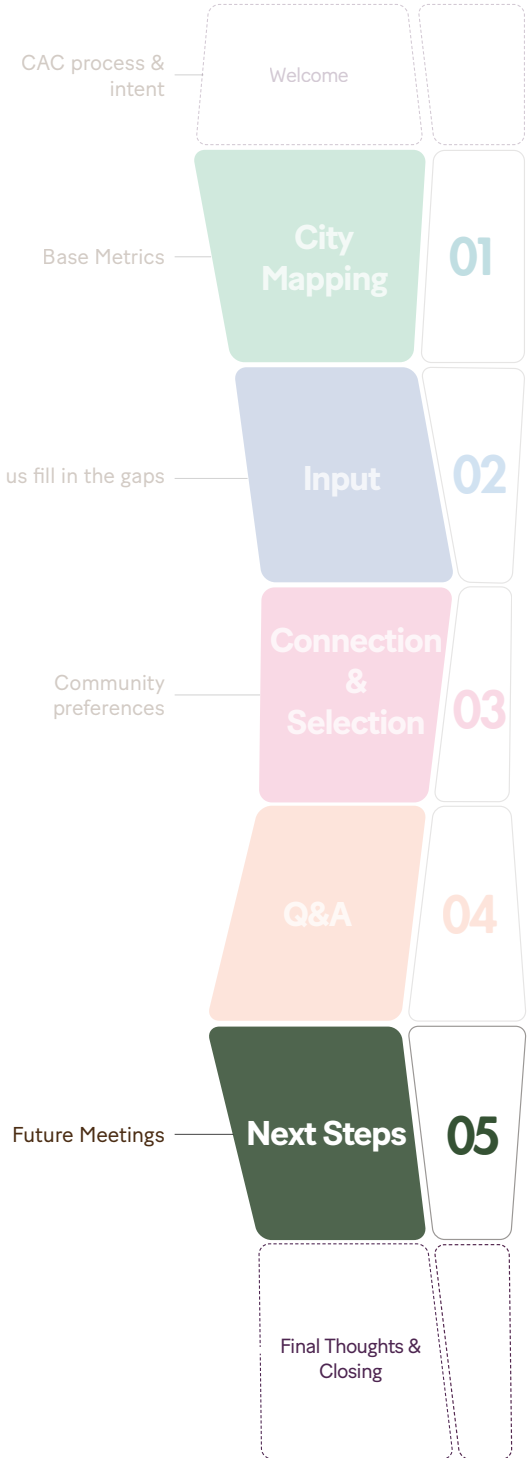 CAC process &
intent
Welcome
Base Metrics
City
Mapping
01
us fill in the gaps
Input
02
Community
preferences
Connection
&
Selection
03
Q&A
04
Future Meetings
Next Steps
05
Final Thoughts &
Closing